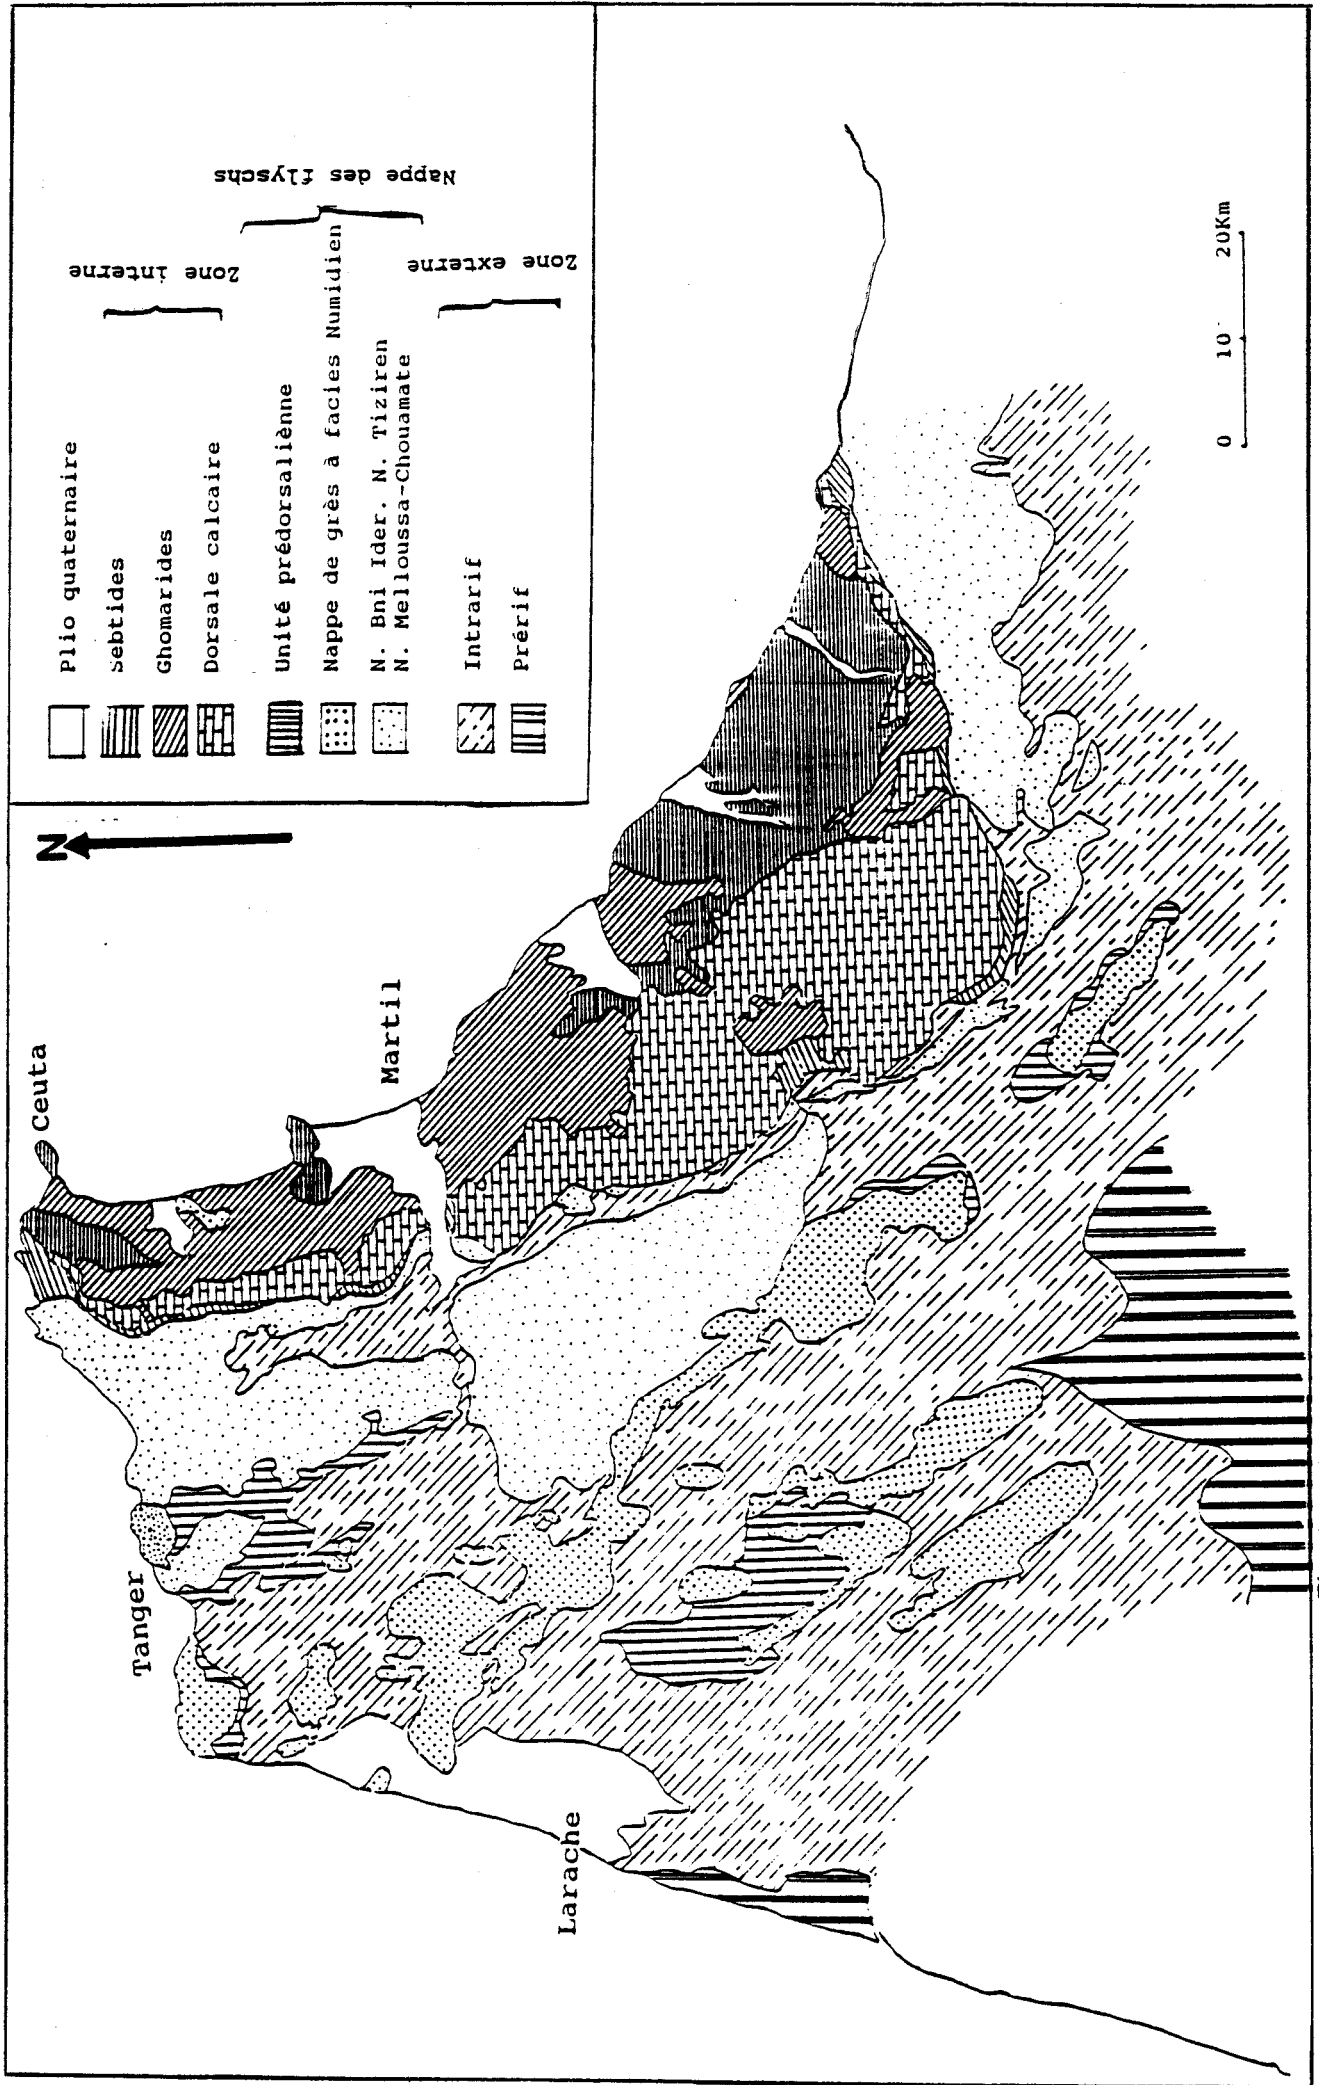 Plio quaternaire
Sebtides
Ghomarides
Dorsale calcaire
Zone interne
Unité prédorsaliènne
Nappe de grès à facies Numidien
N. Bni Ider. N. Tiziren
N. Melloussa-Chouamate
Nappe des flyschs
Intrarif
Prérif
Zone externe
N
Ceuta
Martil
Tanger
Larache
0 10 20Km